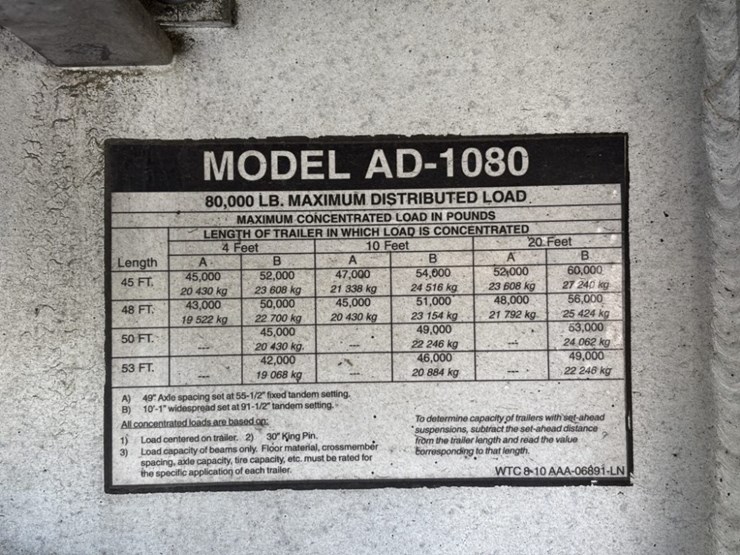 MODEL AD-1080
80,000 LB. MAXIMUM DISTRIBUTED LOAD
MAXIMUM CONCENTRATED LOAD IN POUNDS
LENGTH OF TRAILER IN WHICH LOAD IS CONCENTRATED
4 Feet 10 Feet 20 Feet
Length A B A B A B
45 FT. 45,000 52,000 47,000 54,000 52,000 60,000
20 430 kg 23 608 kg 21 338 kg 24 516 kg 23 608 kg 27 240 kg
48 FT. 43,000 50,000 45,000 51,000 48,000 56,000
19 522 kg 22 700 kg 20 430 kg 23 154 kg 21 792 kg 25 424 kg
50 FT. --- 45,000 --- 49,000 --- 53,000
20 430 kg 22 246 kg 24 062 kg
53 FT. --- 42,000 --- 46,000 --- 49,000
19 068 kg 20 884 kg 22 246 kg
A) 49" Axle spacing set at 55-1/2" fixed tandem setting.
B) 10'-1" widespread set at 91-1/2" tandem setting.
All concentrated loads are based on:
1) Load centered on trailer. 2) 30" King Pin.
3) Load capacity of beams only. Floor material, crossmember
spacing, axle capacity, tire capacity, etc. must be rated for
the specific application of each trailer.
To determine capacity of trailers with set-ahead
suspensions, subtract the set-ahead distance
from the trailer length and read the value
corresponding to that length.
WTC 8-10 AAA-06891-LN